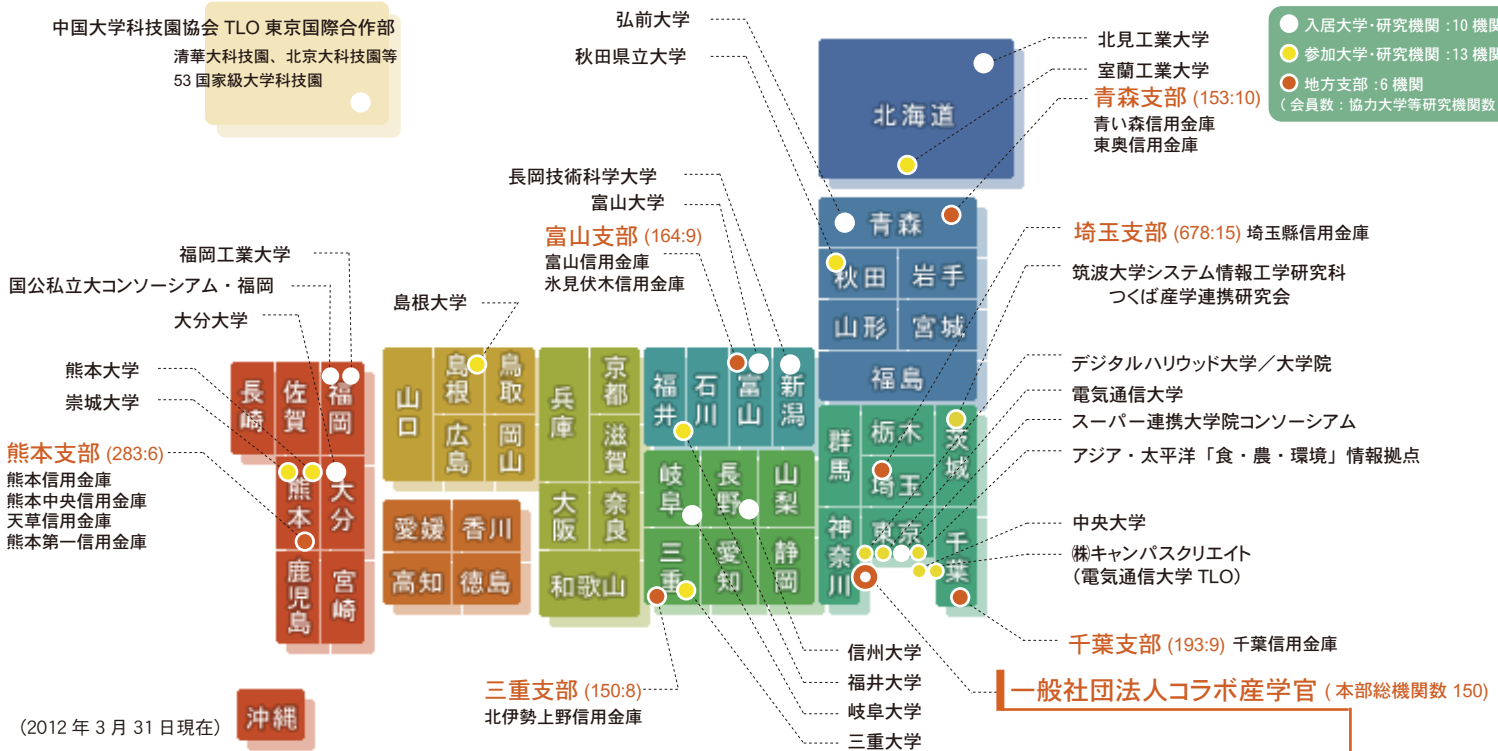 中国大学科技園協会 TLO 東京国際合作部
清華大科技園、北京大科技園等
53 国家級大学科技園
弘前大学
秋田県立大学
北見工業大学
室蘭工業大学
青森支部 (153:10)
青い森信用金庫
東奥信用金庫
入居大学・研究機関 :10 機関
参加大学・研究機関 :13 機関
地方支部 :6 機関
( 会員数 : 協力大学等研究機関数
北海道
長岡技術科学大学
富山大学
富山支部 (164:9)
富山信用金庫
氷見伏木信用金庫
福岡工業大学
国公私立大コンソーシアム・福岡
大分大学
島根大学
熊本大学
崇城大学
熊本支部 (283:6)
熊本信用金庫
熊本中央信用金庫
天草信用金庫
熊本第一信用金庫
埼玉支部 (678:15) 埼玉縣信用金庫
筑波大学システム情報工学研究科
つくば産学連携研究会
デジタルハリウッド大学／大学院
電気通信大学
スーパー連携大学院コンソーシアム
アジア・太平洋「食・農・環境」情報拠点
中央大学
㈱キャンパスクリエイト
（電気通信大学 TLO）
千葉支部 (193:9) 千葉信用金庫
一般社団法人コラボ産学官 ( 本部総機関数 150)
青森
秋田
岩手
山形
宮城
福島
長崎
佐賀
福岡
熊本
大分
鹿児島
宮崎
沖縄
山口
島根
鳥取
広島
岡山
愛媛
香川
高知
徳島
兵庫
京都
滋賀
大阪
奈良
和歌山
福井
石川
富山
新潟
岐阜
長野
山梨
三重
愛知
静岡
群馬
栃木
茨城
埼玉
神奈川
東京
千葉
信州大学
福井大学
岐阜大学
三重大学
三重支部 (150:8)
北伊勢上野信用金庫
（2012 年 3 月 31 日現在）